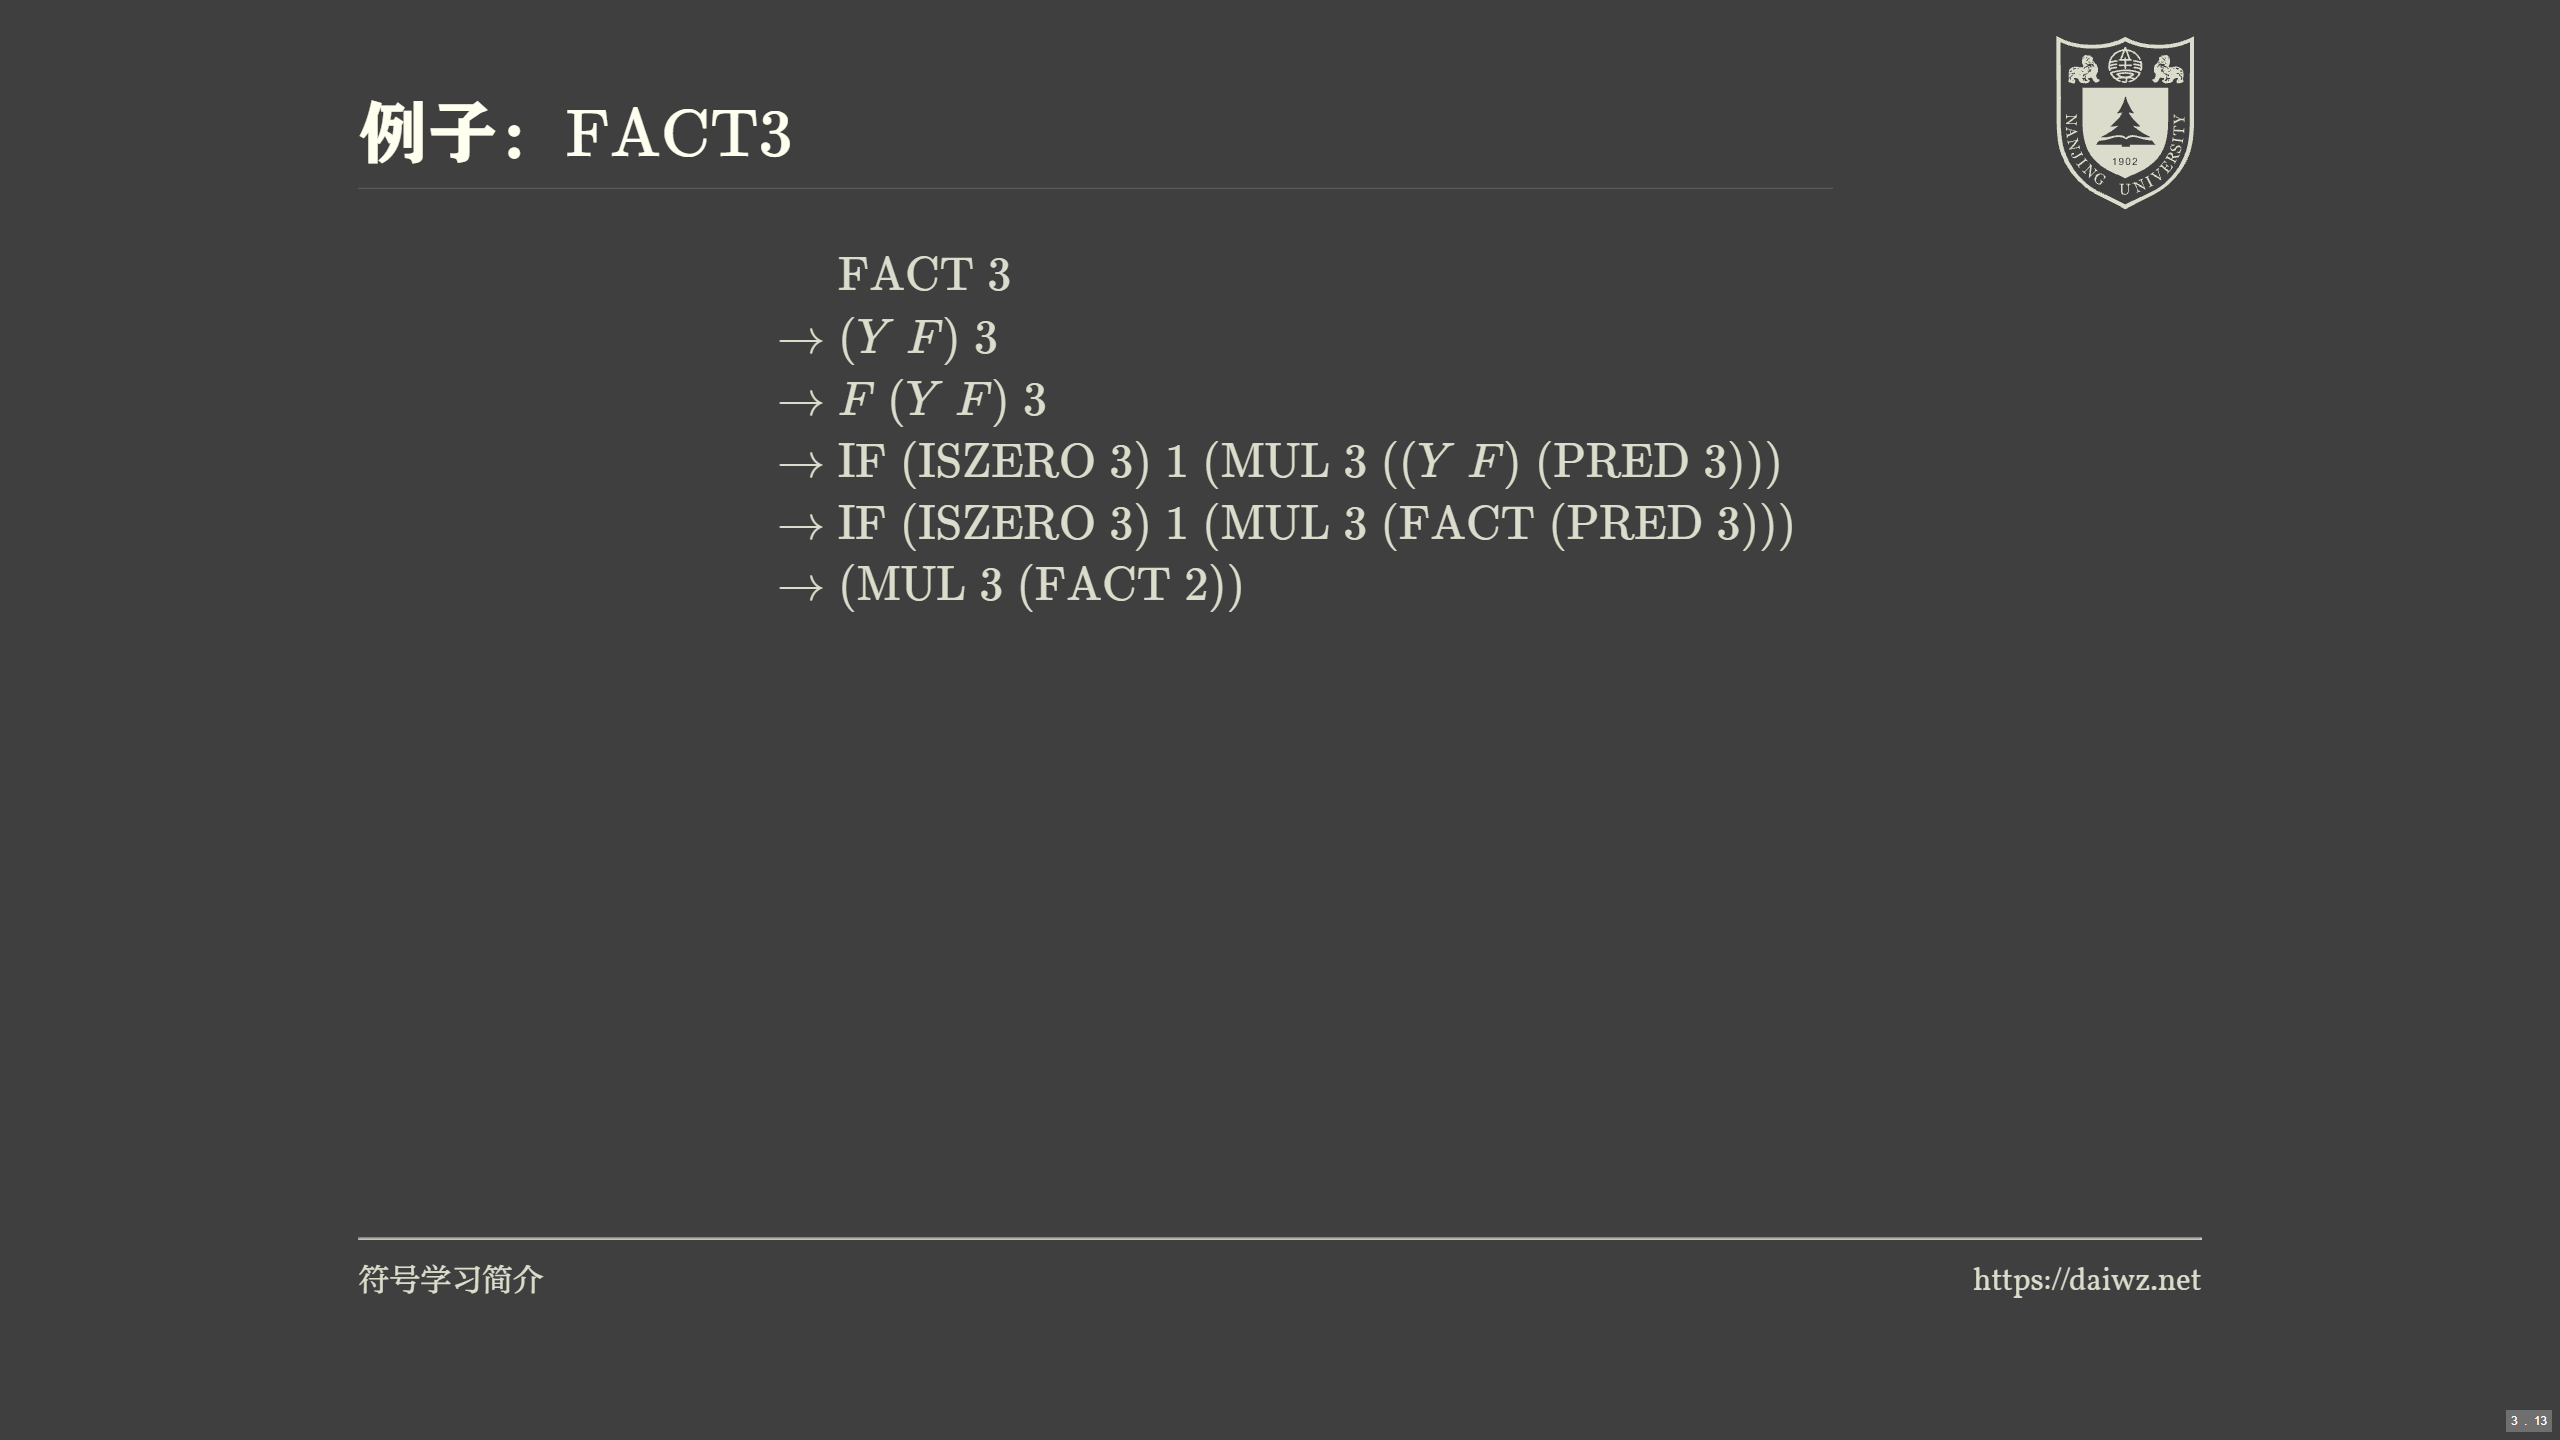 例子：FACT3
NANJING UNIVERSITY
1902
FACT 3
→ (Y F) 3
→ F (Y F) 3
→ IF (ISZERO 3) 1 (MUL 3 ((Y F) (PRED 3)))
→ IF (ISZERO 3) 1 (MUL 3 (FACT (PRED 3)))
→ (MUL 3 (FACT 2))
符号学习简介
https://daiwz.net
3 . 13